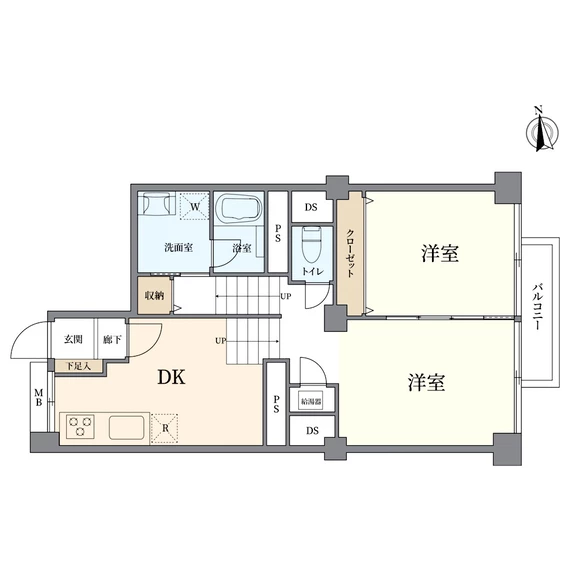 N
W
洗面室
浴室
PS
DS
トイレ
クローゼット
洋室
バルコニー
収納
UP
UP
玄関
廊下
下足入
MB
DK
R
PS
給湯器
DS
洋室